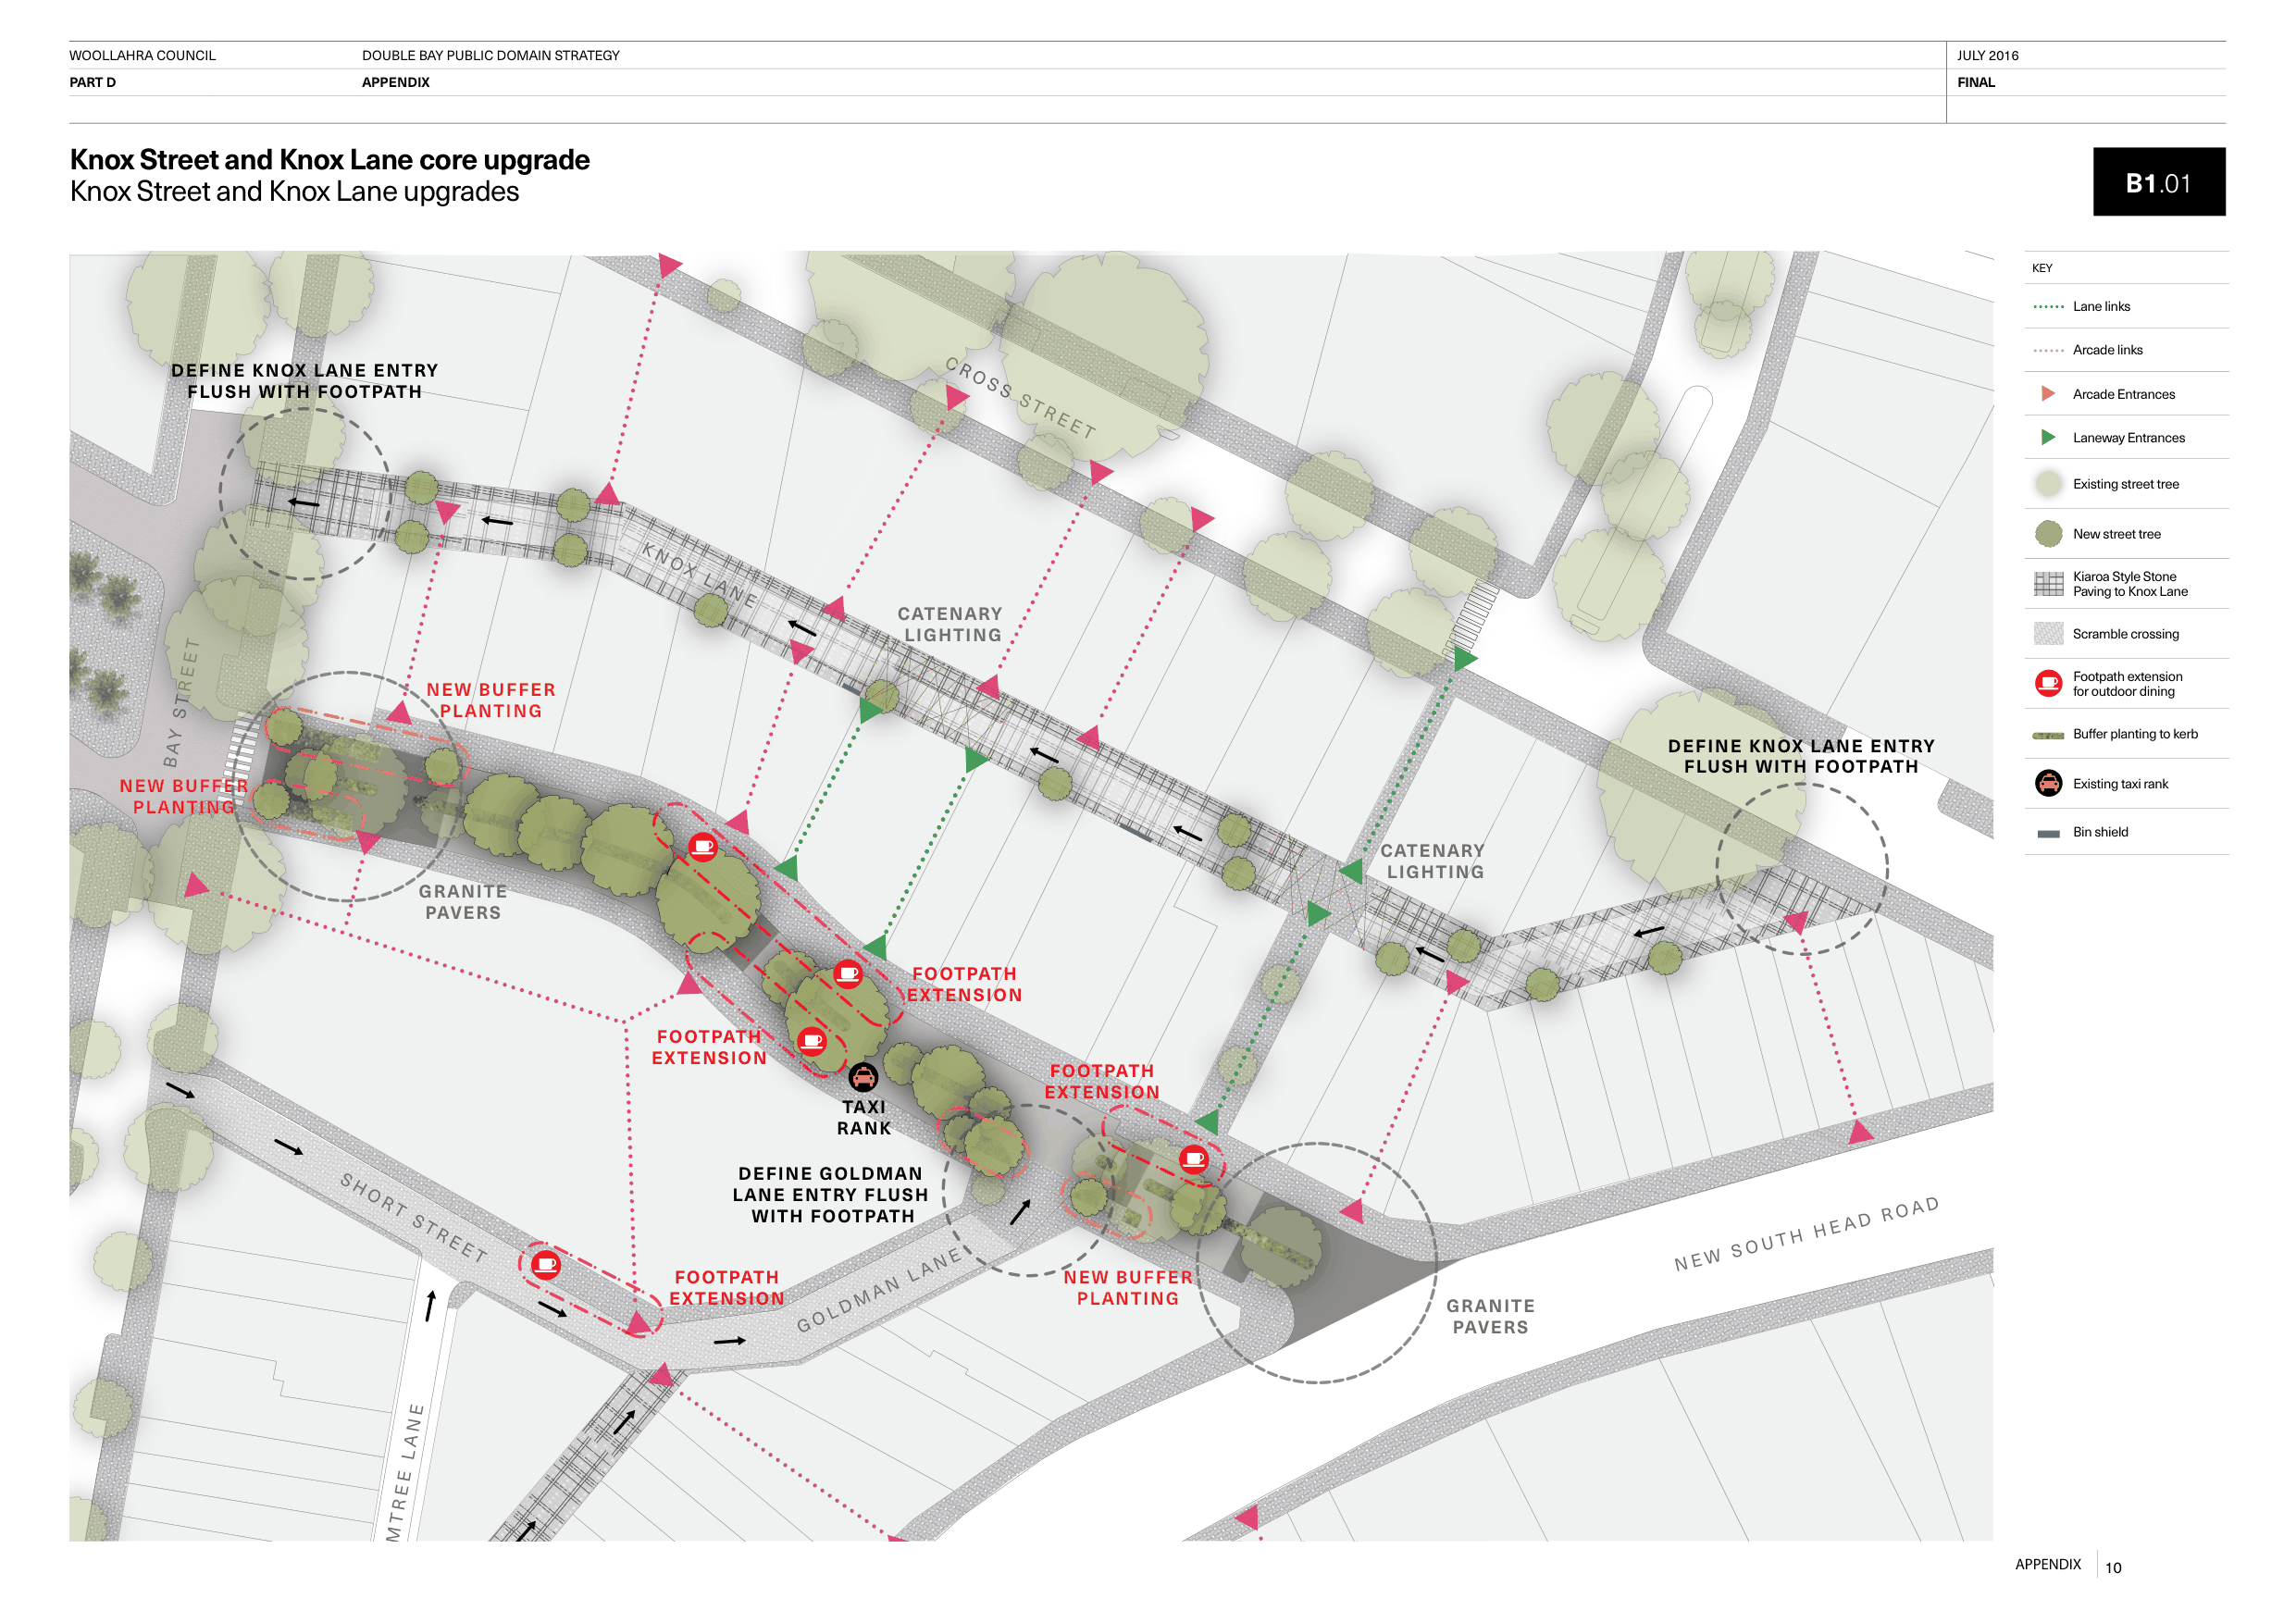 WOOLLAHRA COUNCIL
DOUBLE BAY PUBLIC DOMAIN STRATEGY
JULY 2016
PART D
APPENDIX
FINAL
Knox Street and Knox Lane core upgrade
Knox Street and Knox Lane upgrades
B1.01
DEFINE KNOX LANE ENTRY
FLUSH WITH FOOTPATH
CROSS STREET
KNOX LANE
CATENARY
LIGHTING
BAY STREET
NEW BUFFER
PLANTING
NEW BUFFER
PLANTING
DEFINE KNOX LANE ENTRY
FLUSH WITH FOOTPATH
GRANITE
PAVERS
CATENARY
LIGHTING
FOOTPATH
EXTENSION
FOOTPATH
EXTENSION
FOOTPATH
EXTENSION
TAXI
RANK
DEFINE GOLDMAN
LANE ENTRY FLUSH
WITH FOOTPATH
SHORT STREET
GOLDMAN LANE
FOOTPATH
EXTENSION
NEW BUFFER
PLANTING
NEW SOUTH HEAD ROAD
GRANITE
PAVERS
MTREE LANE
KEY
Lane links
Arcade links
Arcade Entrances
Laneway Entrances
Existing street tree
New street tree
Kiaroa Style Stone
Paving to Knox Lane
Scramble crossing
Footpath extension
for outdoor dining
Buffer planting to kerb
Existing taxi rank
Bin shield
APPENDIX
10